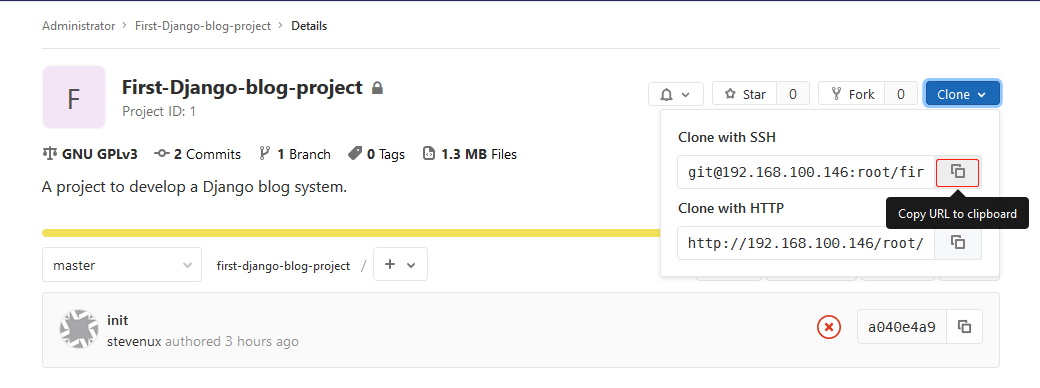 Administrator > First-Django-blog-project > Details
F
First-Django-blog-project
Project ID: 1
Star 0
Fork 0
Clone
GNU GPLv3 2 Commits 1 Branch 0 Tags 1.3 MB Files
A project to develop a Django blog system.
Clone with SSH
git@192.168.100.146:root/fir
Copy URL to clipboard
Clone with HTTP
http://192.168.100.146/root/
master
first-django-blog-project / +
init
stevenux authored 3 hours ago
a040e4a9